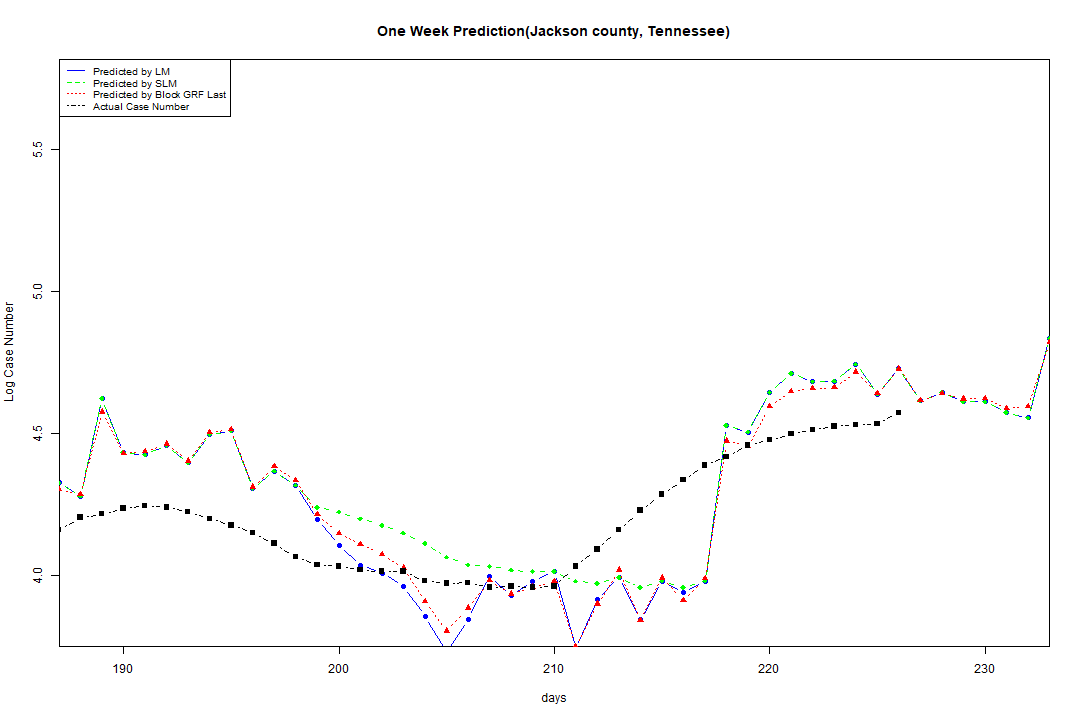 One Week Prediction(Jackson county, Tennessee)
Predicted by LM
Predicted by SLM
Predicted by Block GRF Last
Actual Case Number
5.5
5.0
4.5
4.0
Log Case Number
190 200 210 220 230
days